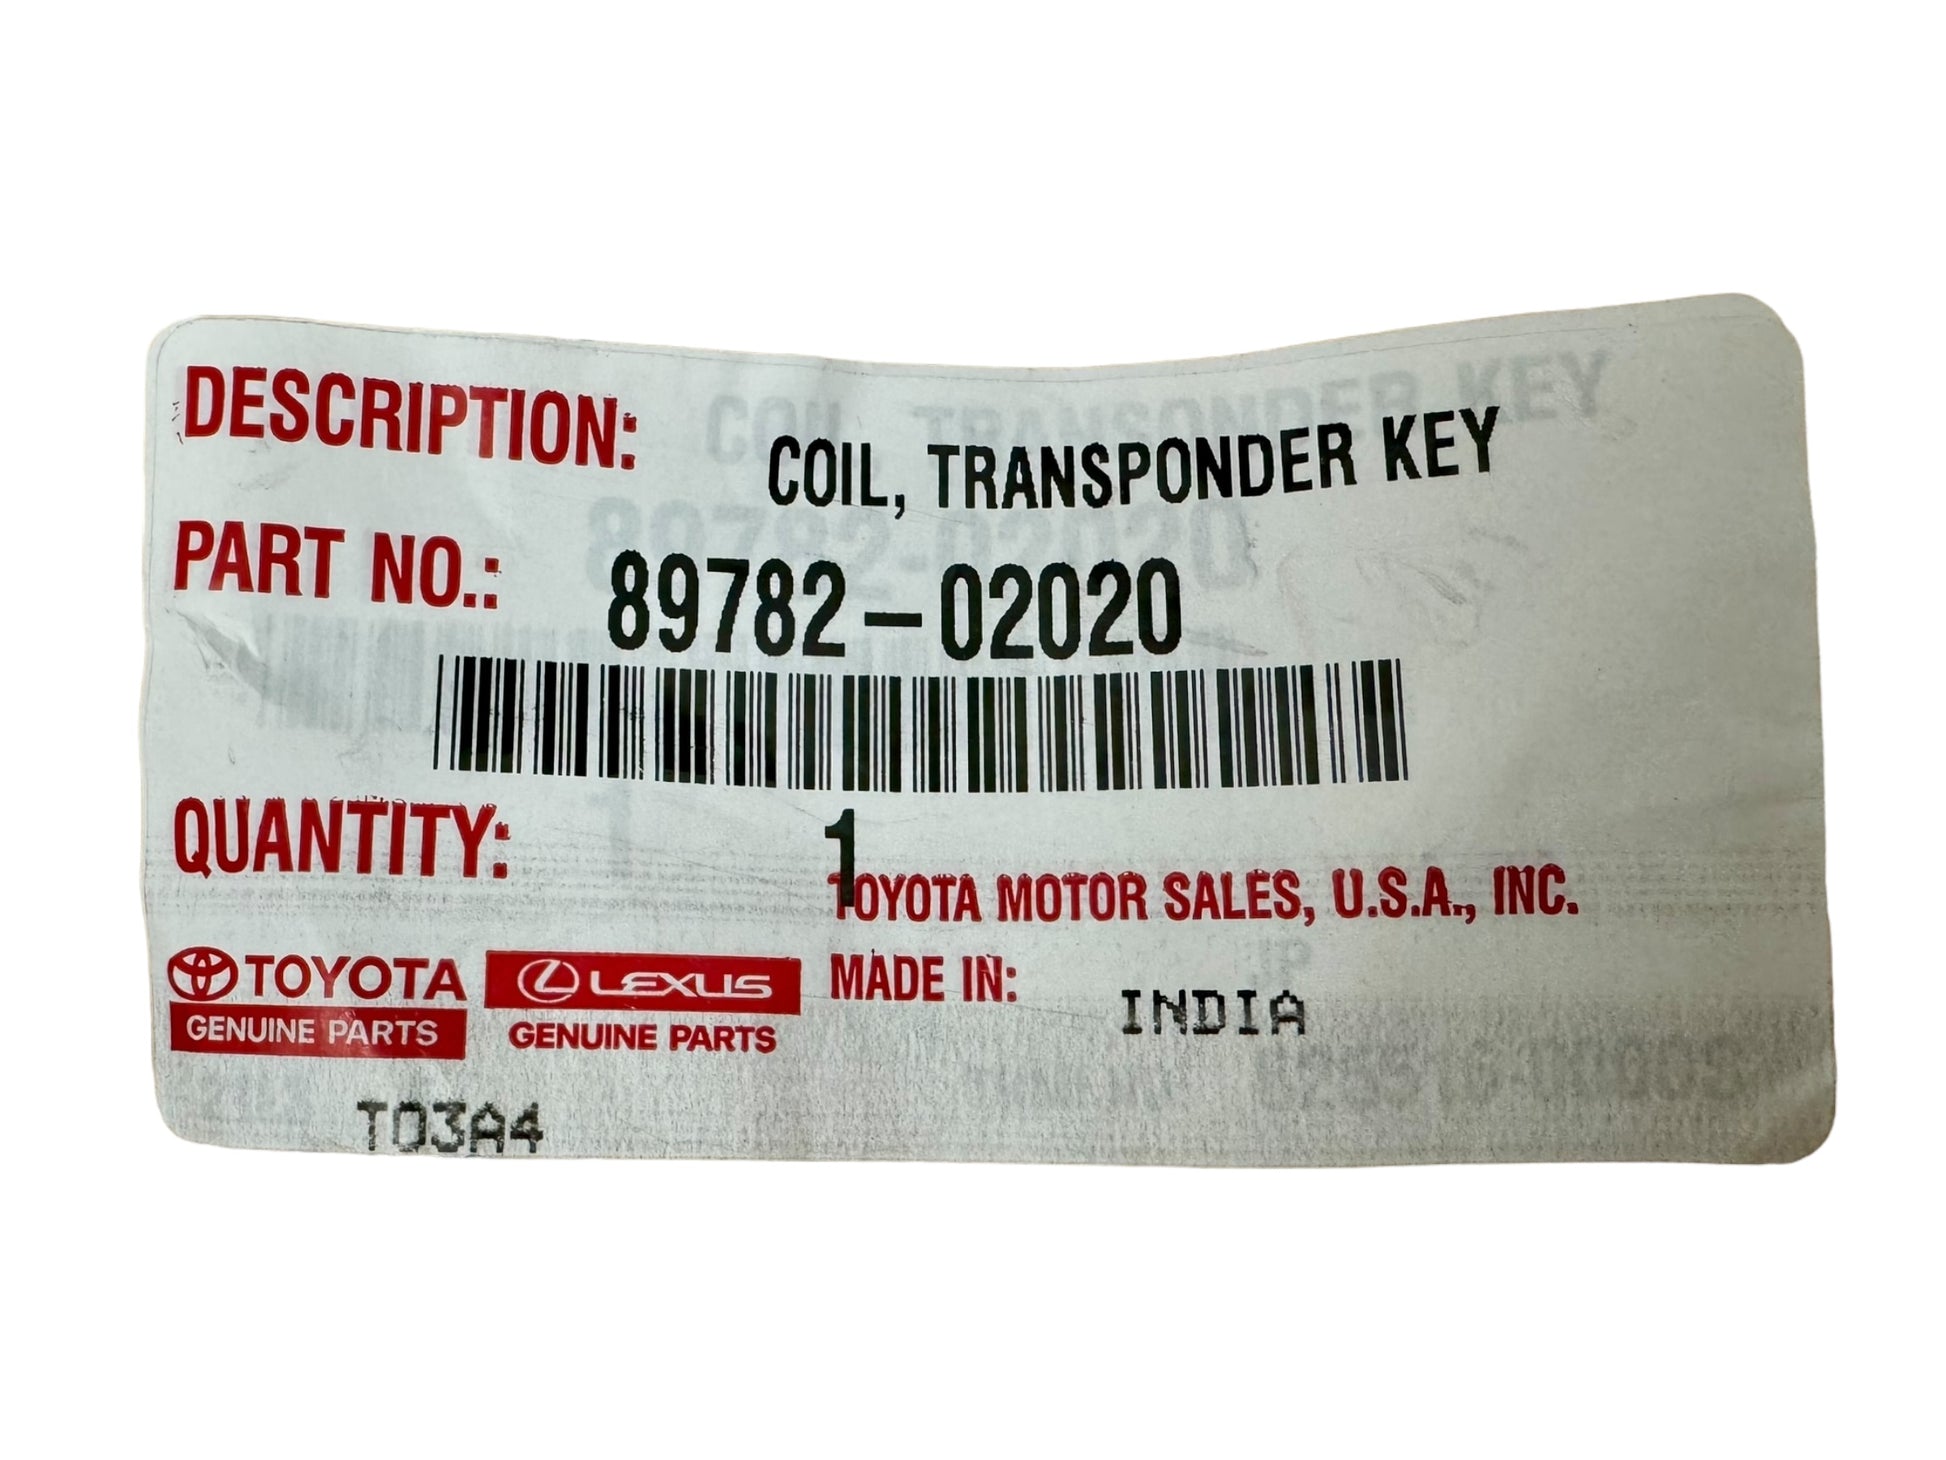 DESCRIPTION: COIL, TRANSPONDER KEY
PART NO.: 89782-02020
QUANTITY: 1
TOYOTA MOTOR SALES, U.S.A., INC.
TOYOTA LEXUS MADE IN: INDIA
GENUINE PARTS GENUINE PARTS
T03A4